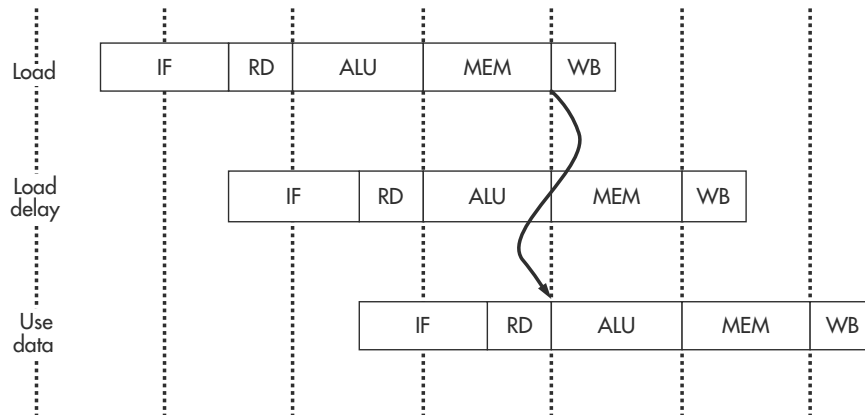 Load IF RD ALU MEM WB
Load
delay
IF RD ALU MEM WB
Use
data
IF RD ALU MEM WB